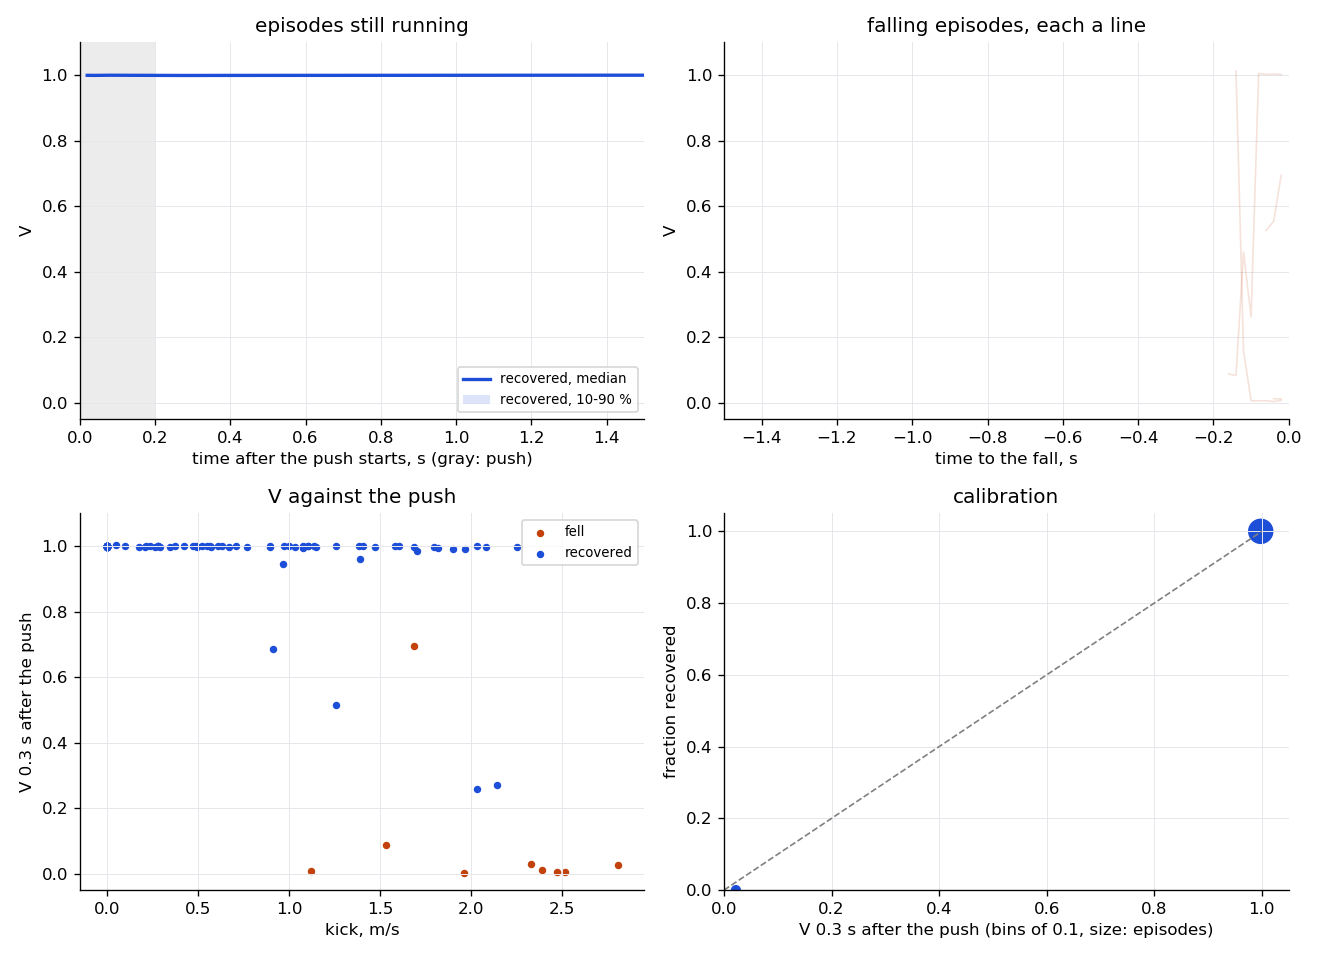 episodes still running
V
1.0
0.8
0.6
0.4
0.2
0.0
recovered, median
recovered, 10-90 %
0.0 0.2 0.4 0.6 0.8 1.0 1.2 1.4
time after the push starts, s (gray: push)
falling episodes, each a line
V
1.0
0.8
0.6
0.4
0.2
0.0
−1.4 −1.2 −1.0 −0.8 −0.6 −0.4 −0.2 0.0
time to the fall, s
V against the push
V 0.3 s after the push
fell
recovered
1.0
0.8
0.6
0.4
0.2
0.0
0.0 0.5 1.0 1.5 2.0 2.5
kick, m/s
calibration
fraction recovered
1.0
0.8
0.6
0.4
0.2
0.0
0.0 0.2 0.4 0.6 0.8 1.0
V 0.3 s after the push (bins of 0.1, size: episodes)